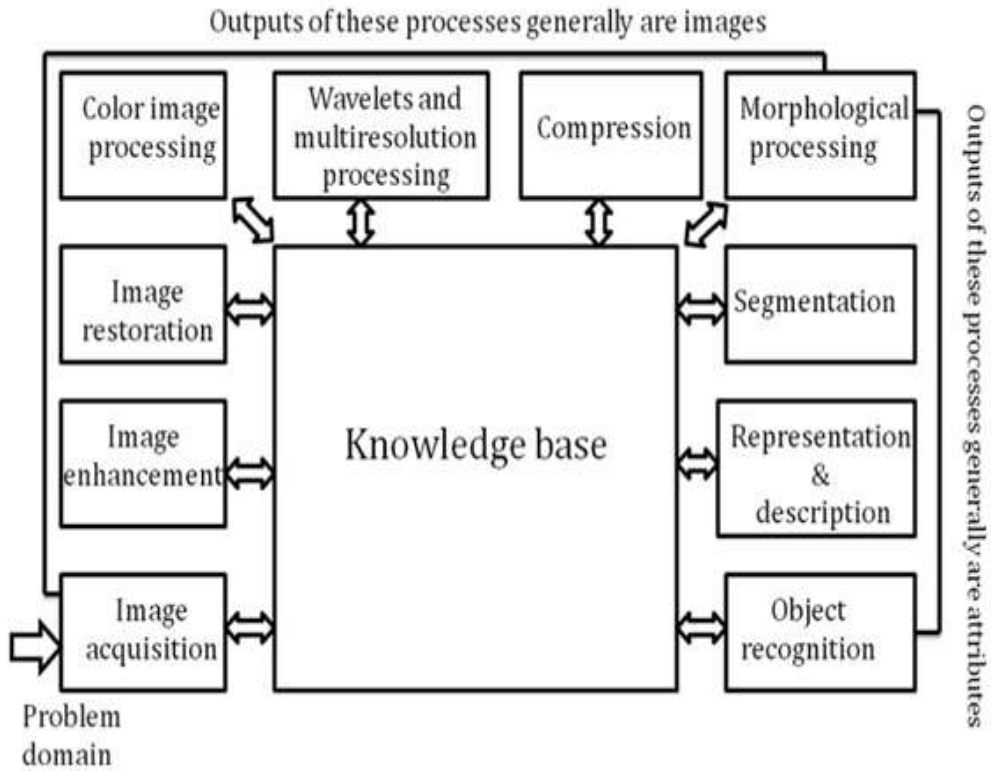 Outputs of these processes generally are images
Color image
processing
Wavelets and
multiresolution
processing
Compression
Morphological
processing
Image
restoration
Segmentation
Image
enhancement
Knowledge base
Representation
&
description
Image
acquisition
Object
recognition
Problem
domain
Outputs of these processes generally are attributes